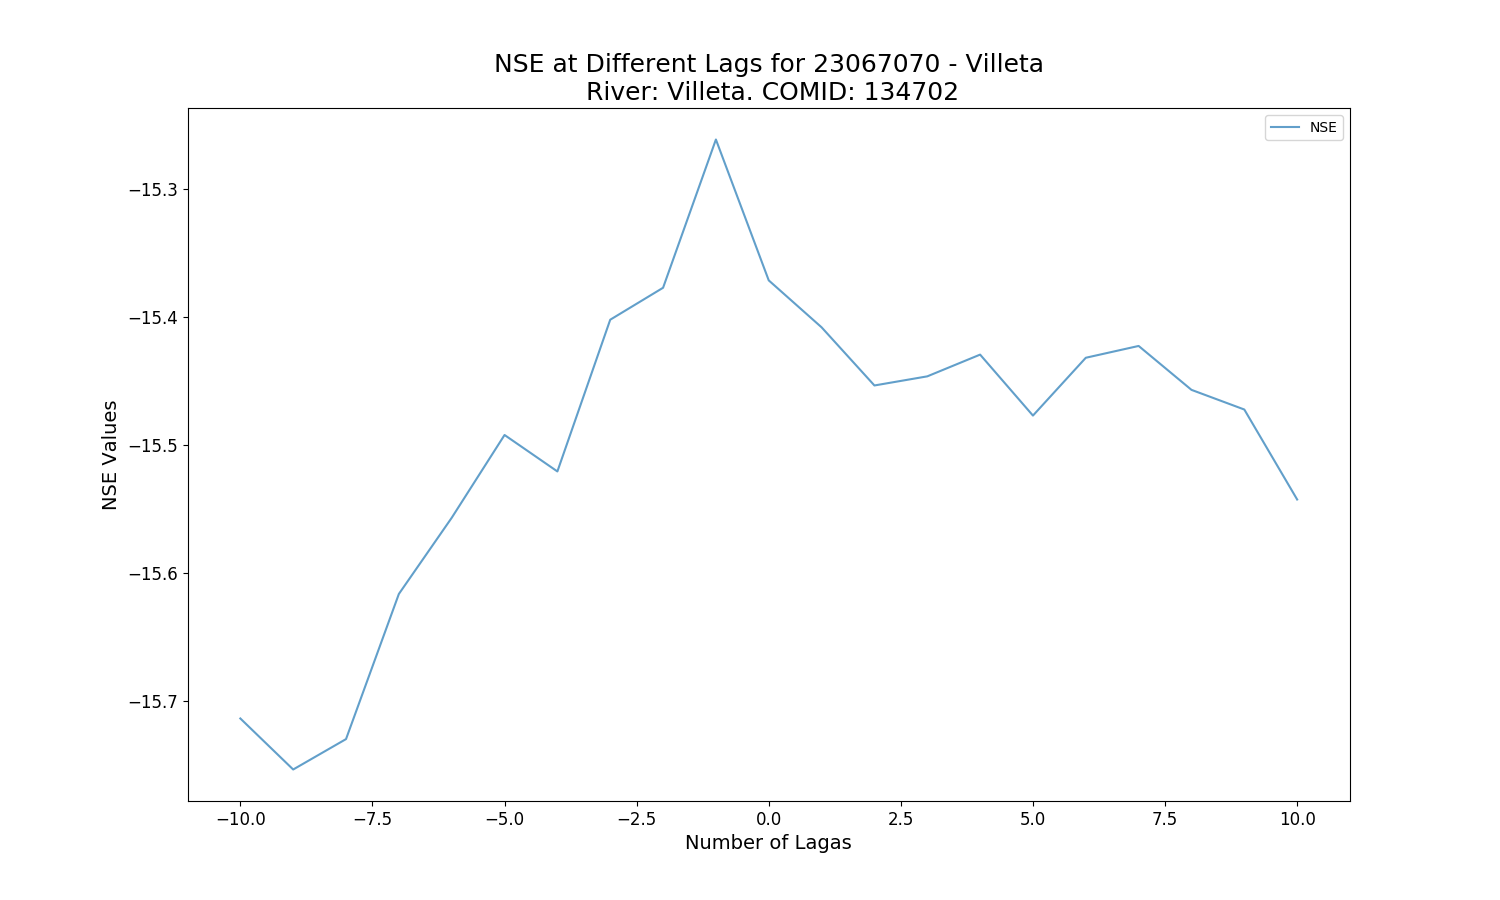 NSE at Different Lags for 23067070 - Villeta
River: Villeta. COMID: 134702
NSE
−15.3
−15.4
−15.5
−15.6
−15.7
NSE Values
−10.0 −7.5 −5.0 −2.5 0.0 2.5 5.0 7.5 10.0
Number of Lagas